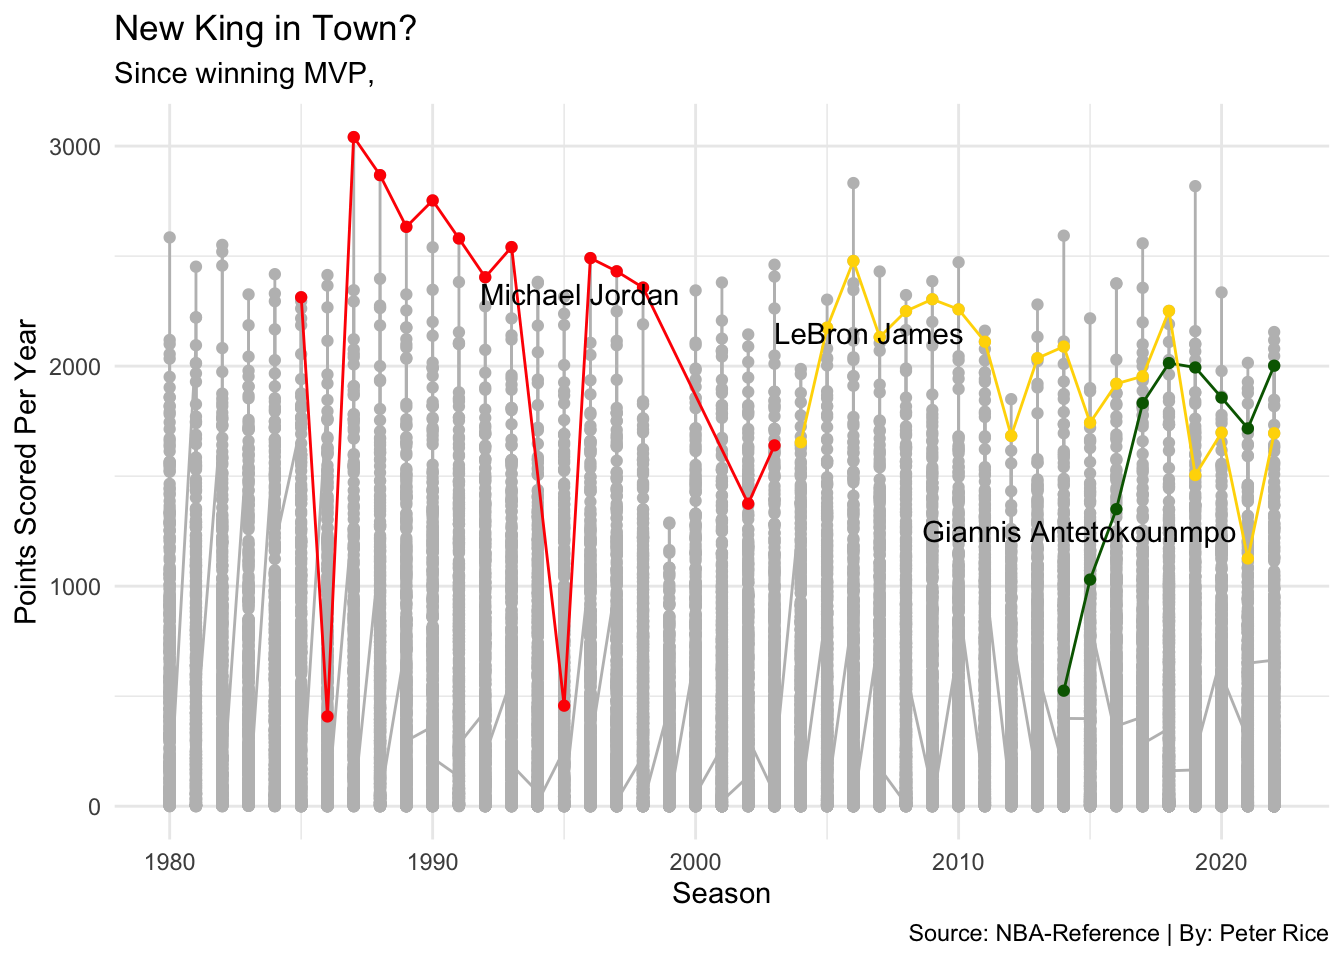 New King in Town?
Since winning MVP,
Points Scored Per Year
3000
2000
1000
0
Michael Jordan
LeBron James
Giannis Antetokounmpo
1980
1990
2000
2010
2020
Season
Source: NBA-Reference | By: Peter Rice